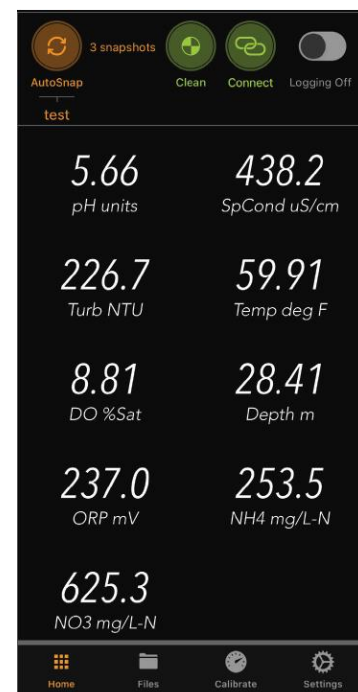 3 snapshots
AutoSnap Clean Connect Logging Off
test
5.66 438.2
pH units SpCond uS/cm
226.7 59.91
Turb NTU Temp deg F
8.81 28.41
DO %Sat Depth m
237.0 253.5
ORP mV NH4 mg/L-N
625.3
NO3 mg/L-N
Home Files Calibrate Settings